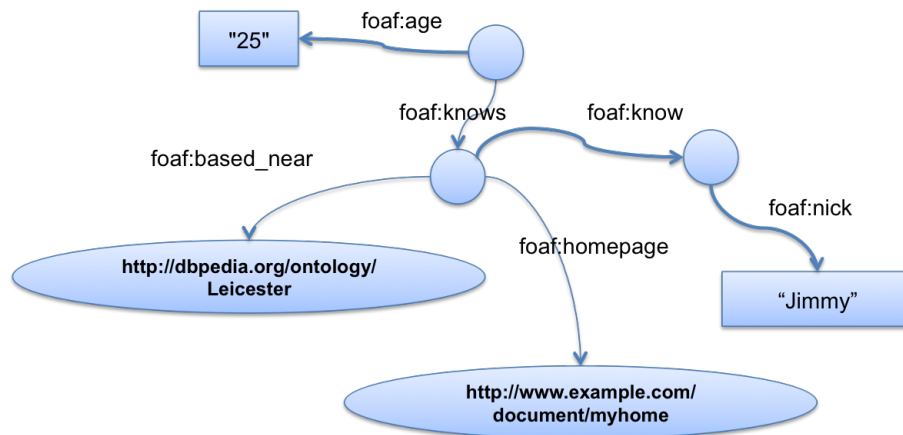 foaf:age
"25"
foaf:knows
foaf:know
foaf:based_near
foaf:nick
foaf:homepage
http://dbpedia.org/ontology/
Leicester
“Jimmy”
http://www.example.com/
document/myhome